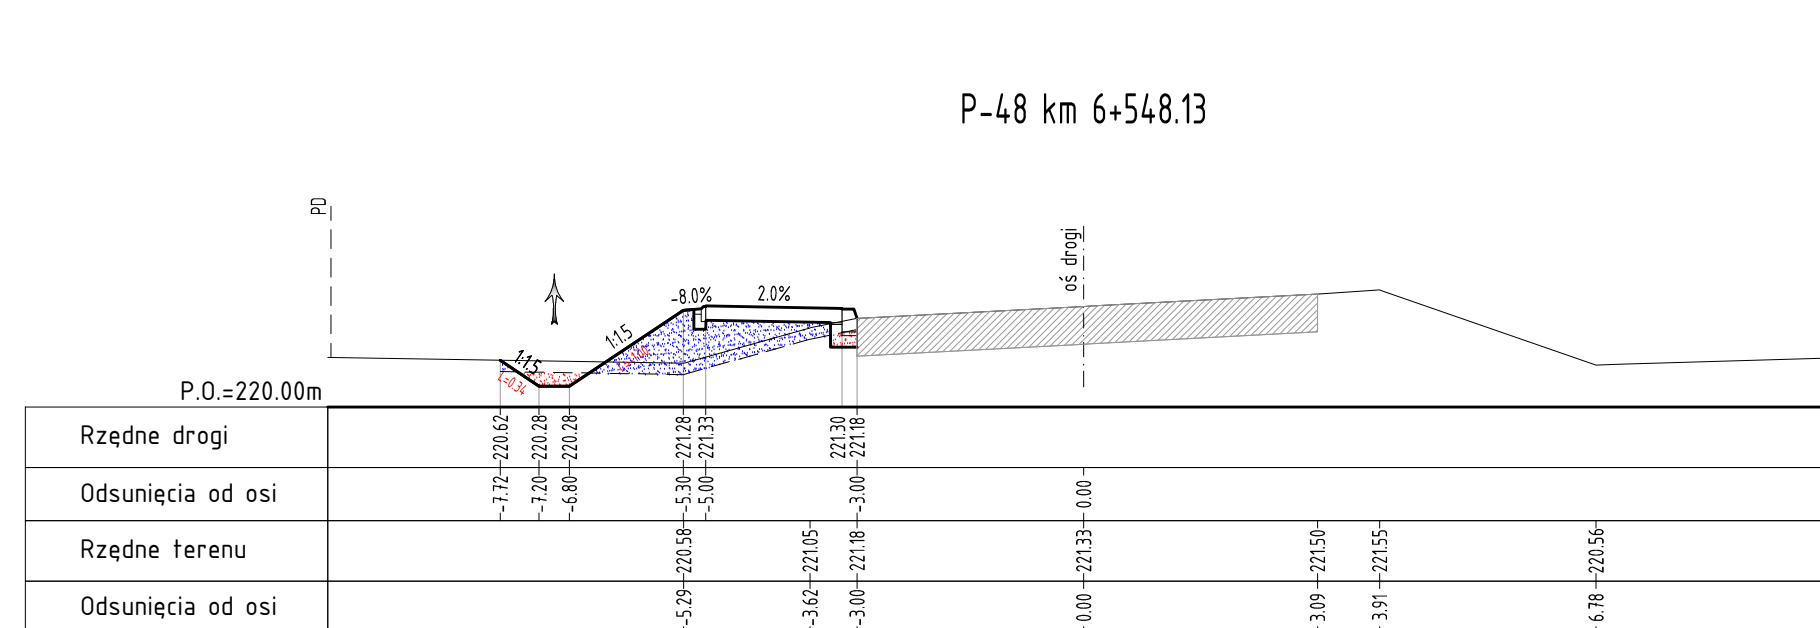 P-48 km 6+548.13
PD
oś drogi
-8.0%
2.0%
1:1.5
1:1.5
L=0.34
P.O.=220.00m
Rzędne drogi
220.62 220.28 220.28 221.28 221.33 221.30 221.18
Odsunięcia od osi
-7.72 -7.20 -6.80 -5.30 -5.00 -3.00 0.00
Rzędne terenu
220.58 221.05 221.18 221.33 221.50 221.55 220.56
Odsunięcia od osi
-5.29 -3.62 -3.00 0.00 3.09 3.91 6.78